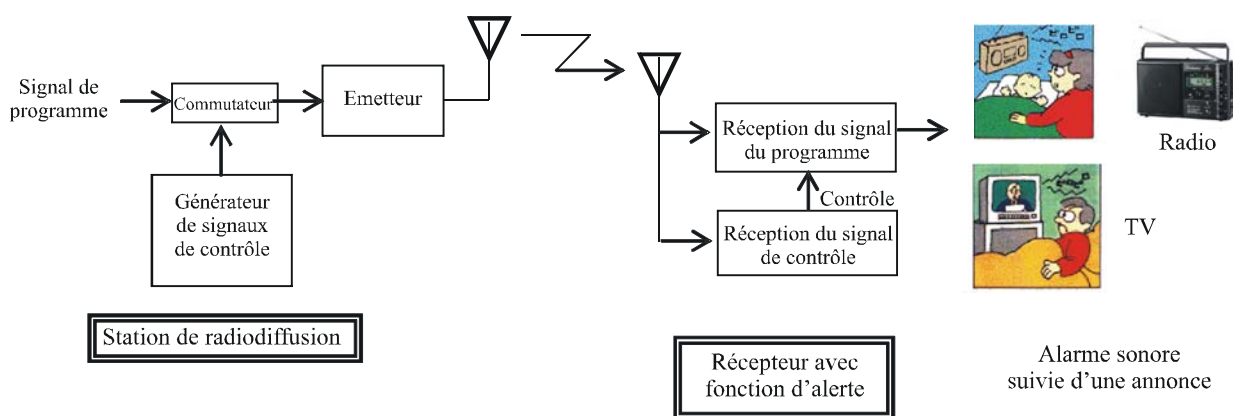 Signal de
programme
Commutateur
Emetteur
Générateur
de signaux
de contrôle
Station de radiodiffusion
Réception du signal
du programme
Contrôle
Réception du signal
de contrôle
Récepteur avec
fonction d'alerte
Radio
TV
Alarme sonore
suivie d'une annonce